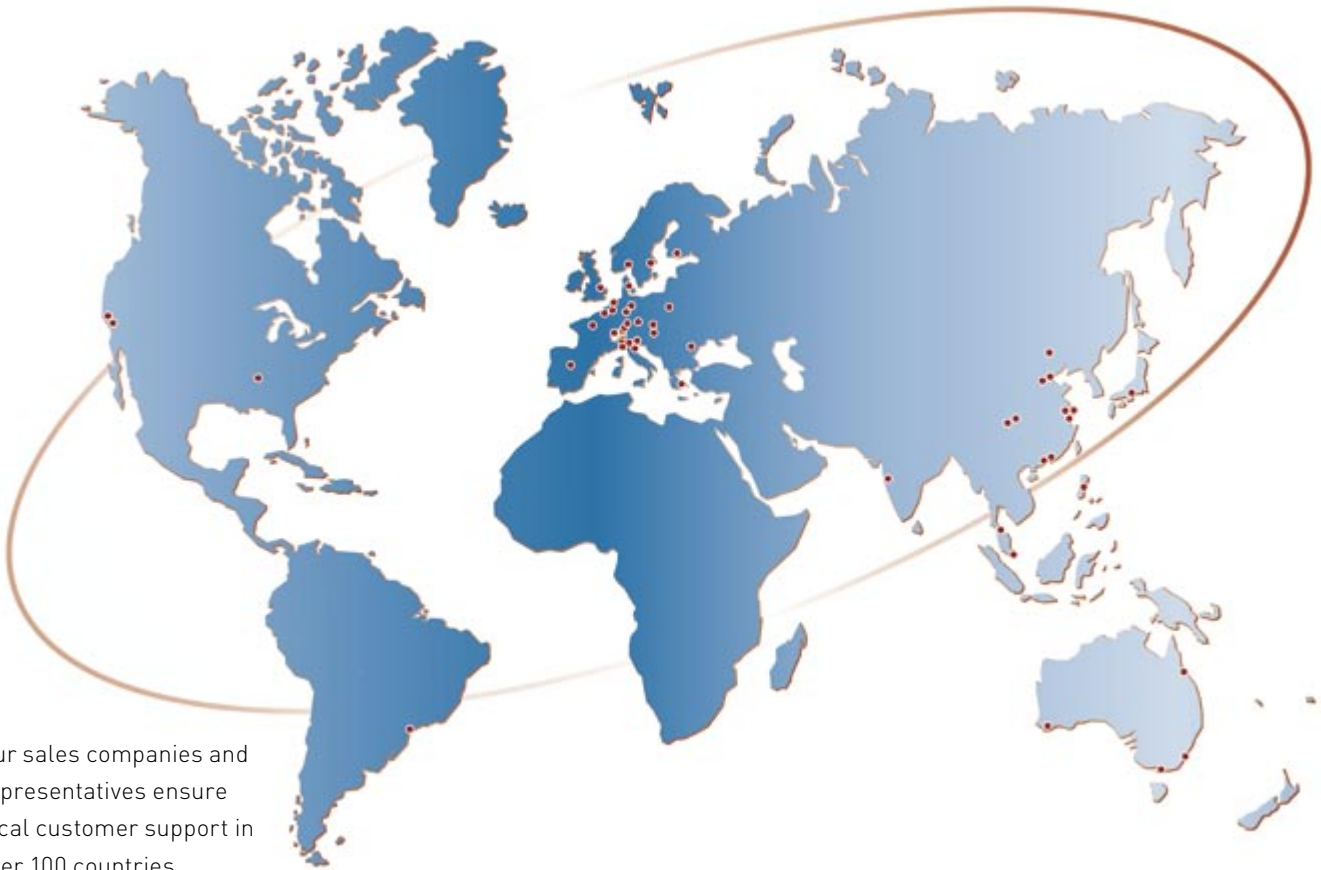 ur sales companies and
presentatives ensure
cal customer support in
er 100 countries